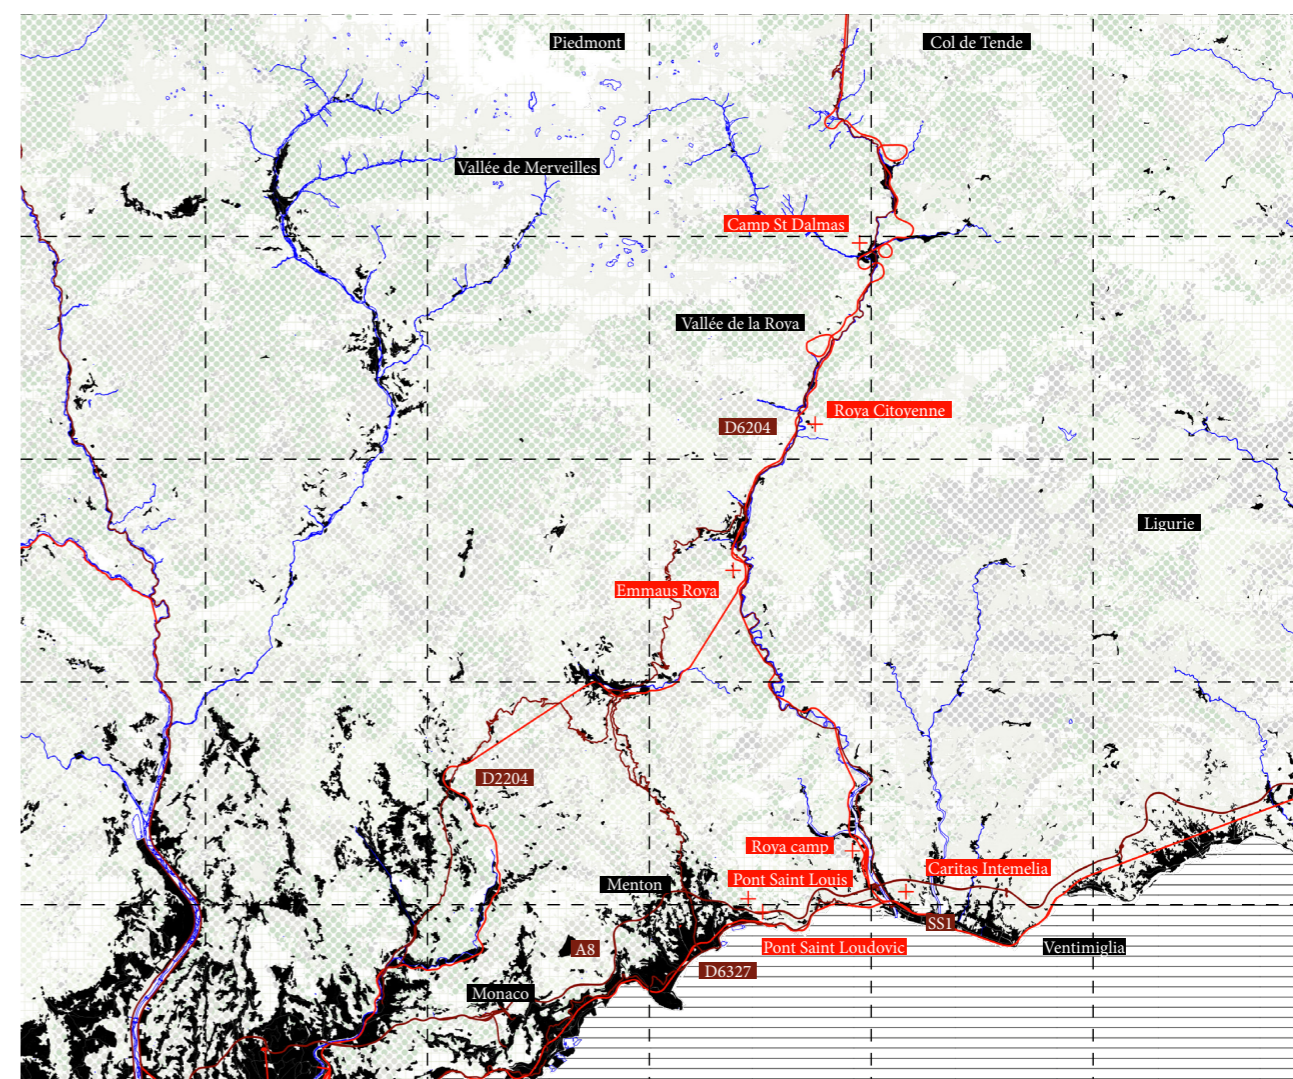 Piedmont
Col de Tende
Vallée de Merveilles
Camp St Dalmas
Vallée de la Roya
Roya Citoyenne
D6204
Ligurie
Emmaus Roya
D2204
Roya camp
Caritas Intemelia
Pont Saint Louis
Menton
SS1
A8
Pont Saint Loudovic
Ventimiglia
D6327
Monaco